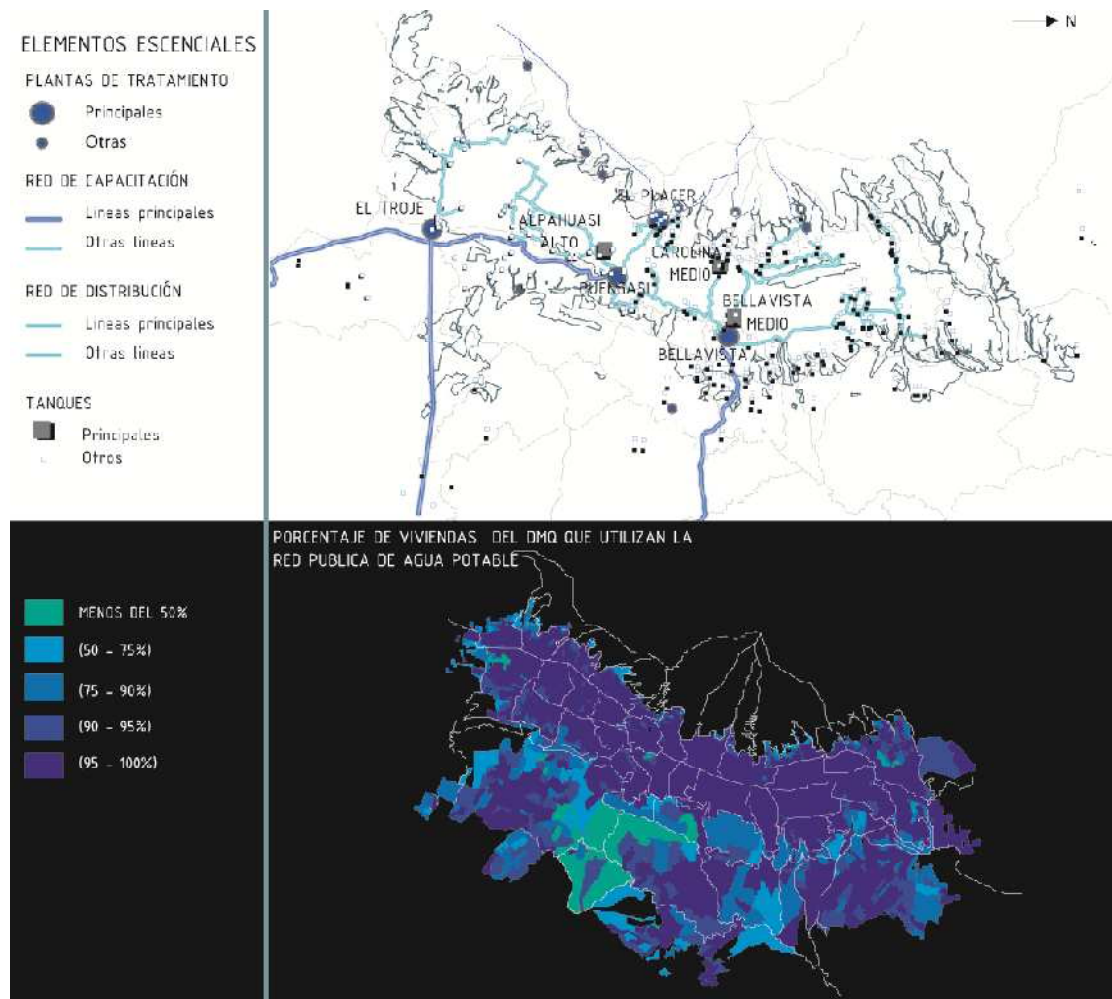 ELEMENTOS ESCENCIALES
PLANTAS DE TRATAMIENTO
Principales
Otras
RED DE CAPACITACIÓN
Lineas principales
Otras lineas
RED DE DISTRIBUCIÓN
Lineas principales
Otras lineas
TANQUES
Principales
Otros
N
EL TROJE
ALPAHUASI
ALTO
EL PLACER
CAROLINA
MEDIO
PUENGASI
BELLAVISTA
MEDIO
BELLAVISTA
PORCENTAJE DE VIVIENDAS DEL DMQ QUE UTILIZAN LA
RED PUBLICA DE AGUA POTABLE
MENOS DEL 50%
(50 - 75%)
(75 - 90%)
(90 - 95%)
(95 - 100%)